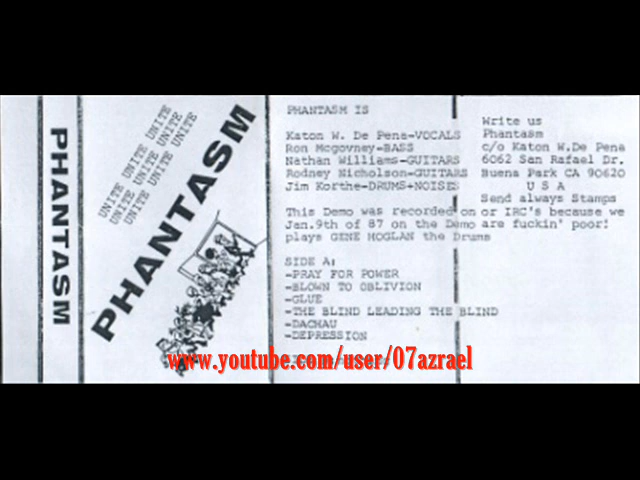 PHANTASM
UNITE UNITE UNITE
UNITE UNITE UNITE
UNITE UNITE UNITE
PHANTASM
PHANTASM IS
Katon W. De Pena-VOCALS
Ron Mcgovney-BASS
Nathan Williams-GUITARS
Rodney Nicholson-GUITARS
Jim Korthe-DRUMS+NOISES
This Demo was recorded on
Jan.9th of 87 on the Demo
plays GENE HOGLAN the Drums
SIDE A:
-PRAY FOR POWER
-BLOWN TO OBLIVION
-GLUE
-THE BLIND LEADING THE BLIND
-DACHAU
-DEPRESSION
Write us
Phantasm
c/o Katon W.De Pena
6062 San Rafael Dr.
Buena Park CA 90620
U S A
Send always Stamps
or IRC's because we
are fuckin' poor!
www.youtube.com/user/07azrael